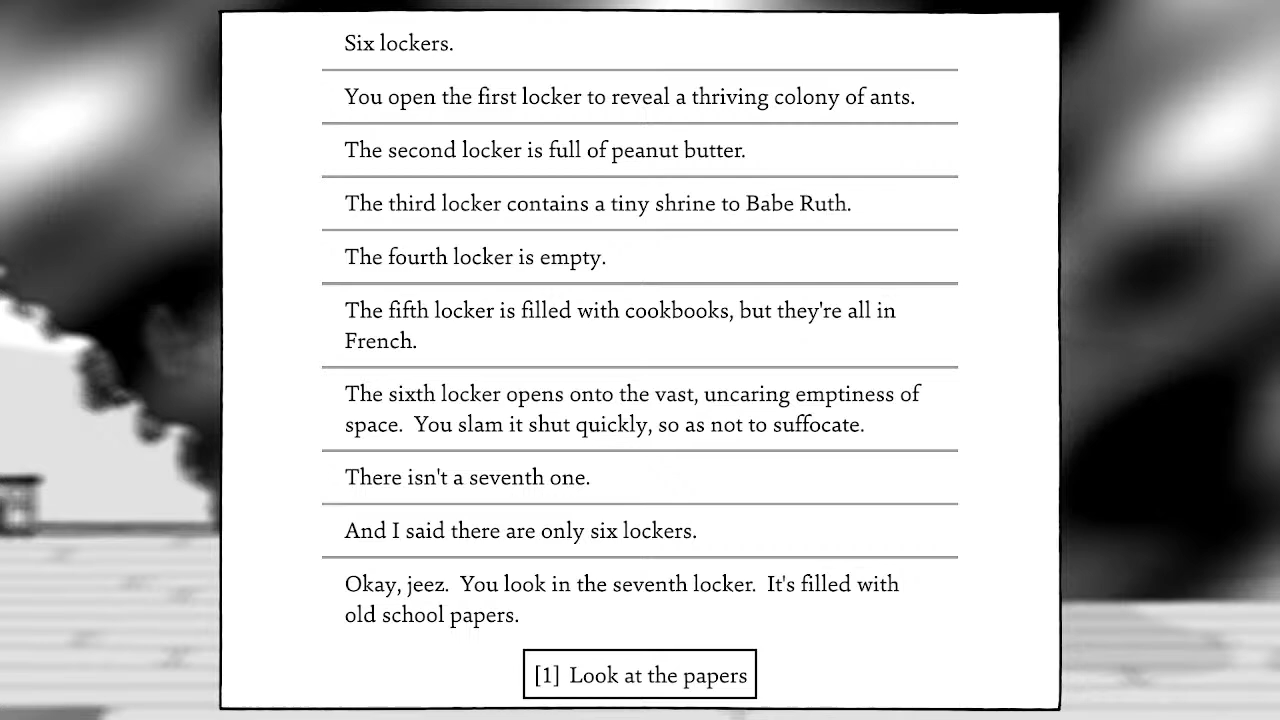 Six lockers.
You open the first locker to reveal a thriving colony of ants.
The second locker is full of peanut butter.
The third locker contains a tiny shrine to Babe Ruth.
The fourth locker is empty.
The fifth locker is filled with cookbooks, but they're all in
French.
The sixth locker opens onto the vast, uncaring emptiness of
space.  You slam it shut quickly, so as not to suffocate.
There isn't a seventh one.
And I said there are only six lockers.
Okay, jeez.  You look in the seventh locker.  It's filled with
old school papers.
[1] Look at the papers